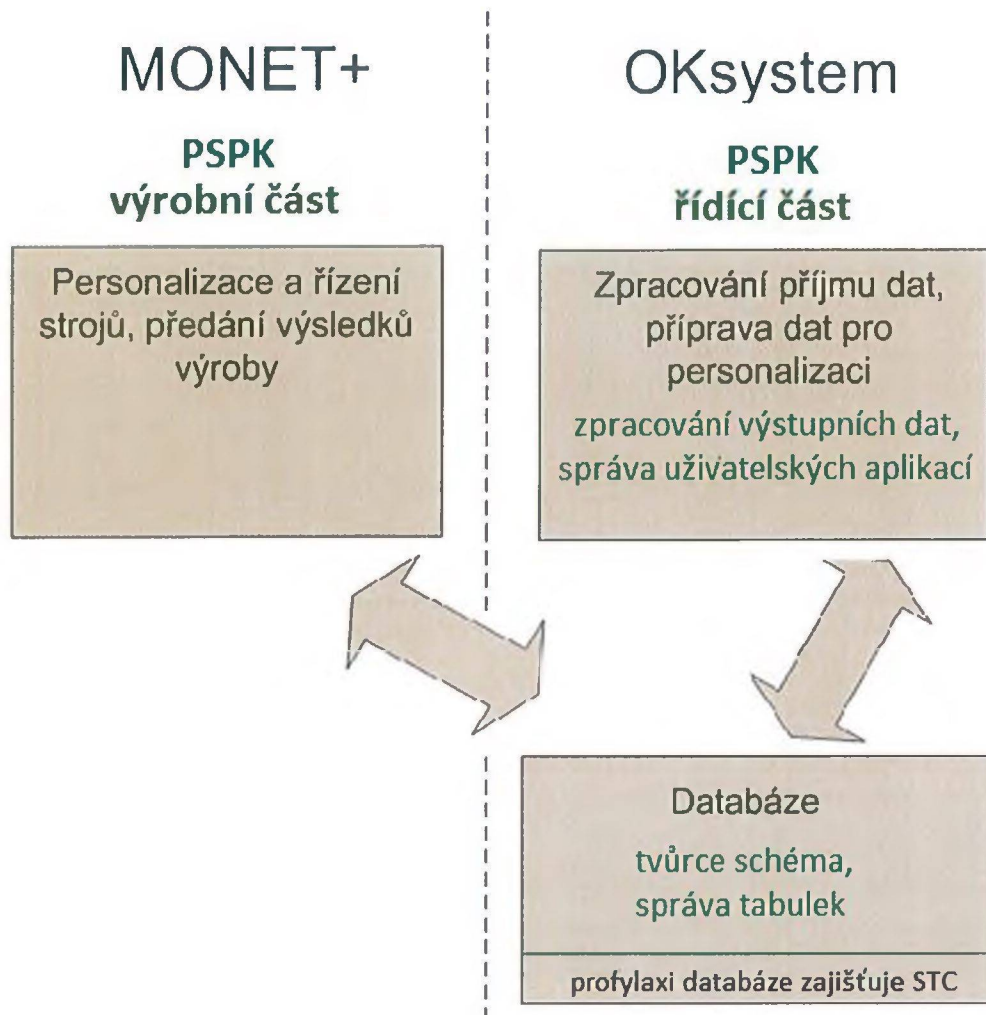 MONET+
PSPK
výrobní část
Personalizace a řízení
strojů, předání výsledků
výroby
OKsystem
PSPK
řídící část
Zpracování příjmu dat,
příprava dat pro
personalizaci
zpracování výstupních dat,
správa uživatelských aplikací
Databáze
tvůrce schéma,
správa tabulek
profylaxi databáze zajišťuje STC